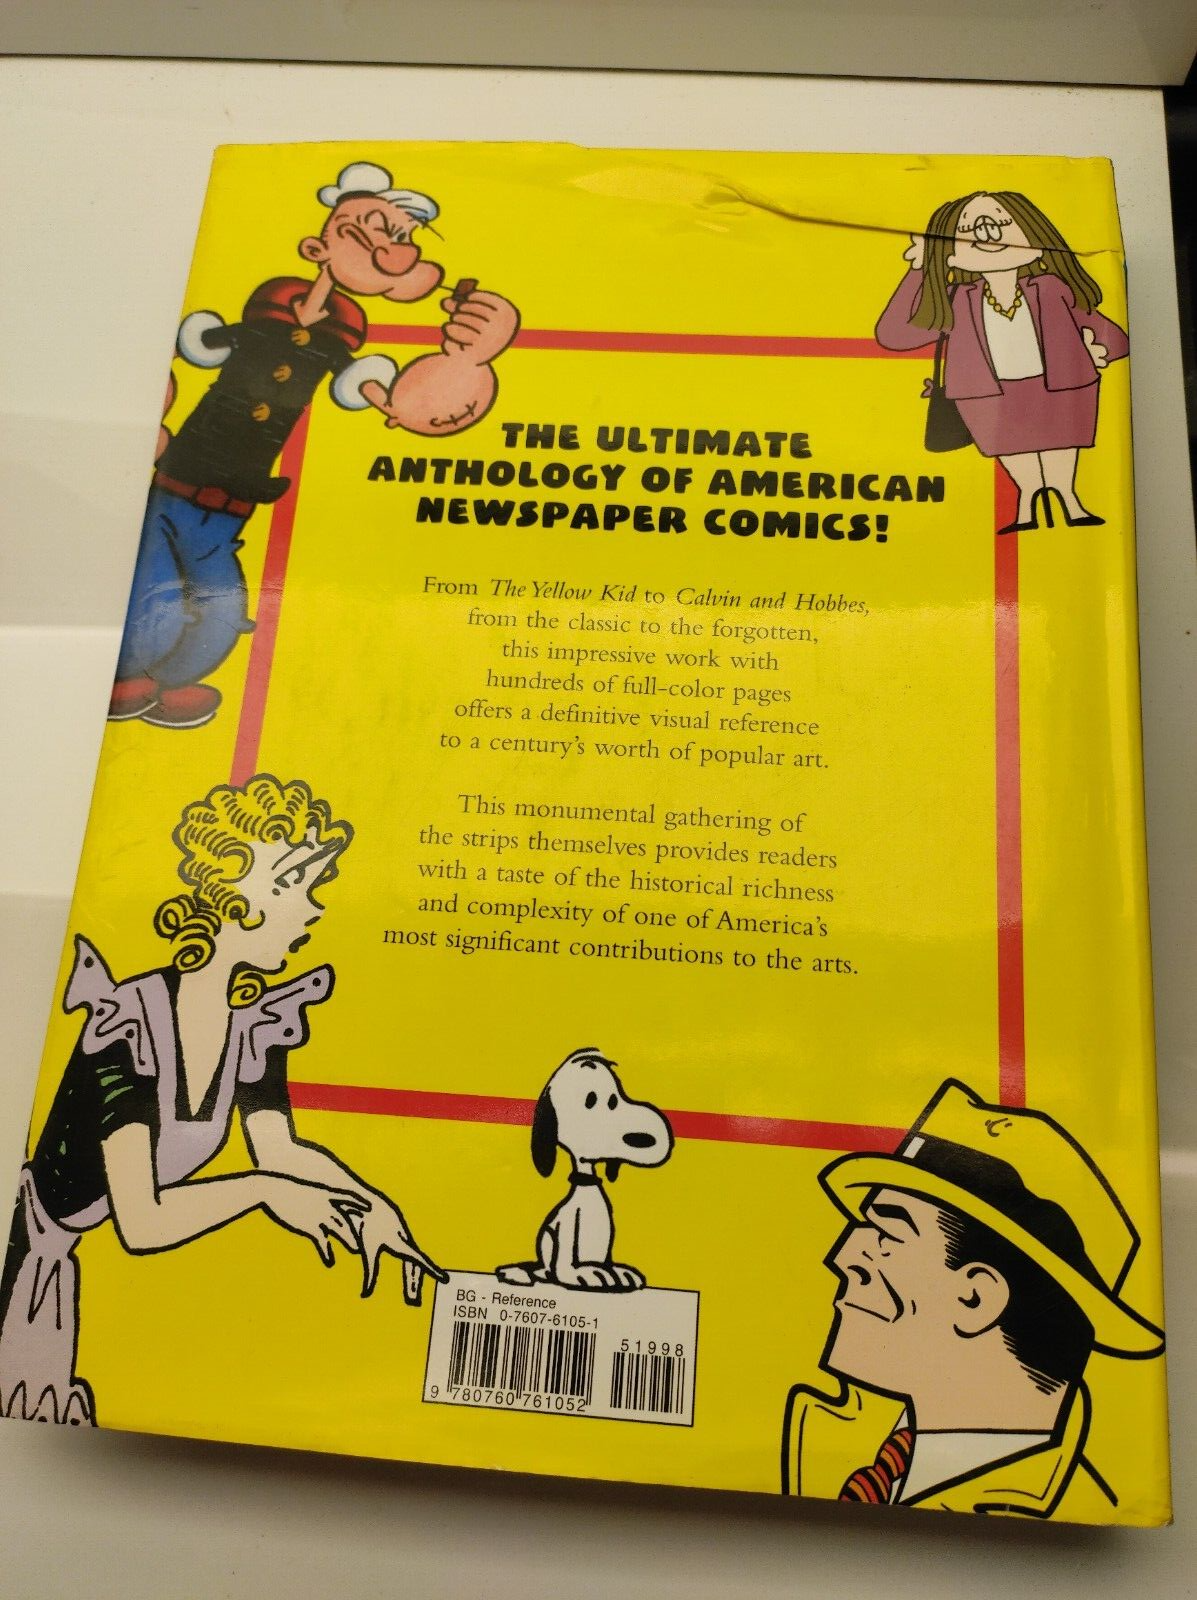 THE ULTIMATE
ANTHOLOGY OF AMERICAN
NEWSPAPER COMICS!
From The Yellow Kid to Calvin and Hobbes,
from the classic to the forgotten,
this impressive work with
hundreds of full-color pages
offers a definitive visual reference
to a century's worth of popular art.
This monumental gathering of
the strips themselves provides readers
with a taste of the historical richness
and complexity of one of America's
most significant contributions to the arts.
BG - Reference
ISBN 0-7607-6105-1
51998
9 780760 761052